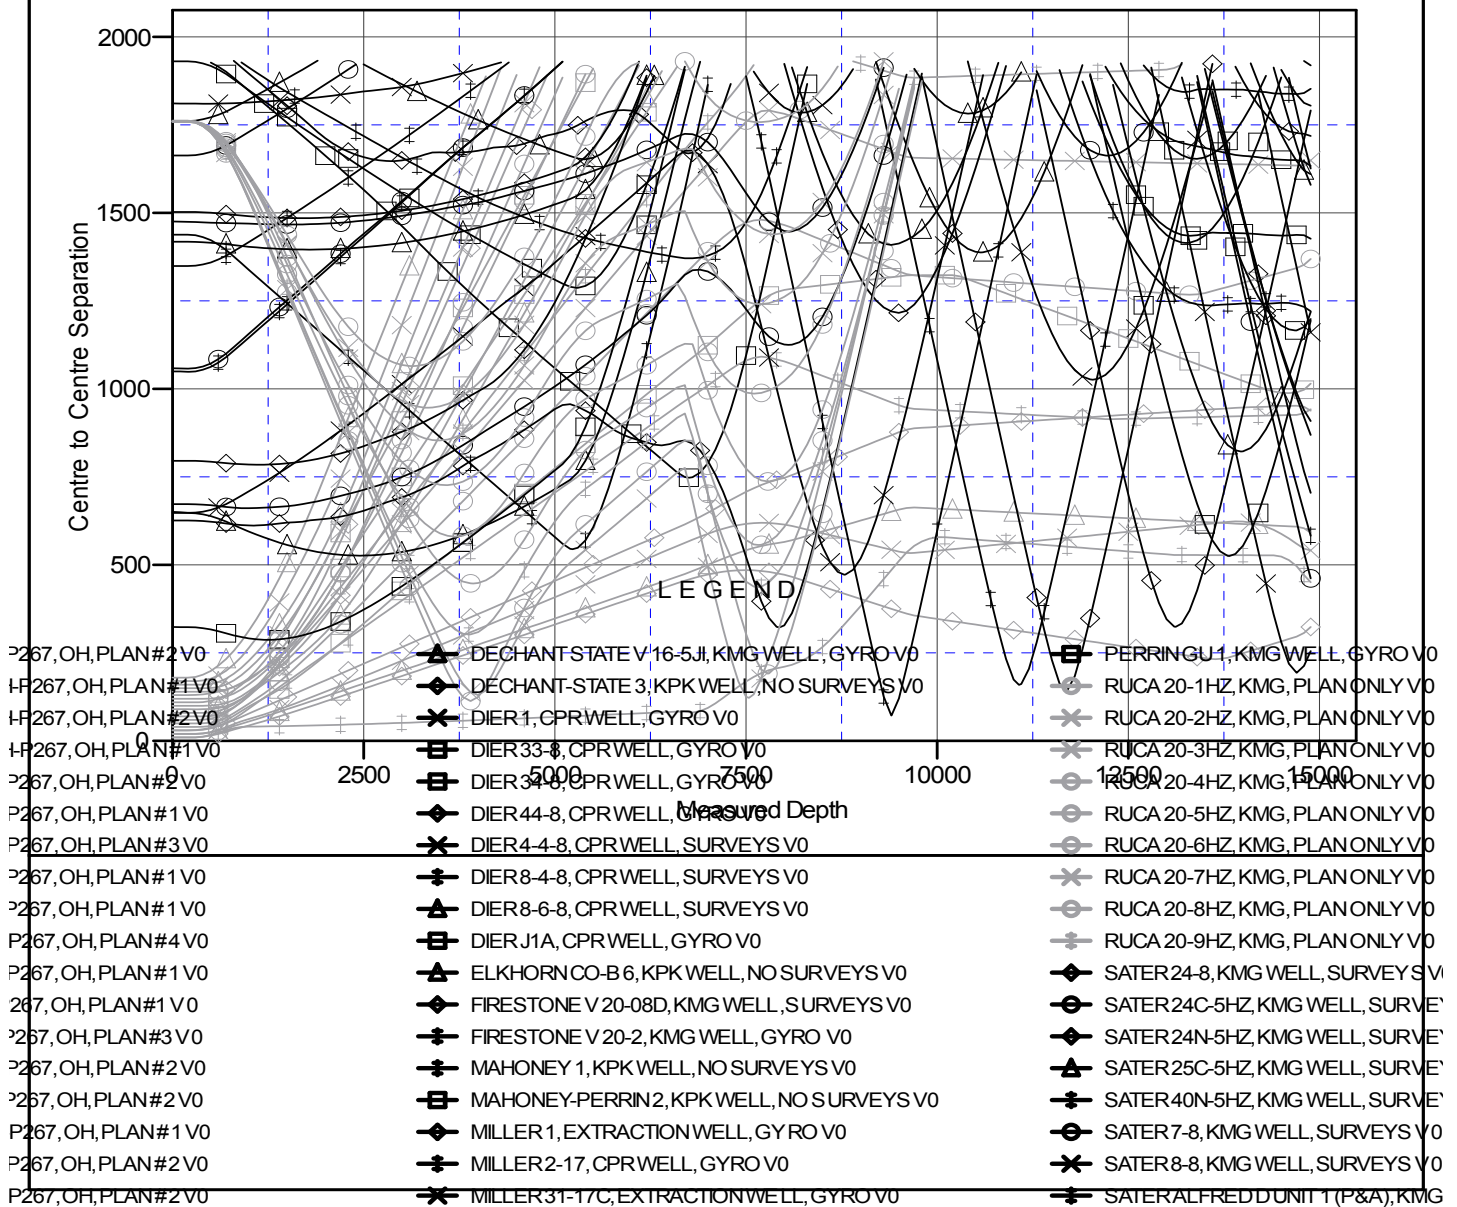 2000
1500
1000
500
0
Centre to Centre Separation
0 2500 5000 7500 10000 12500 15000
Measured Depth
LEGEND
P267, OH, PLAN#2 V0
DECHANT STATE V 16-5JI, KMG WELL, GYRO V0
PERRIN GU 1, KMG WELL, GYRO V0
P267, OH, PLAN#1 V0
DECHANT-STATE 3, KPK WELL, NO SURVEYS V0
RUCA 20-1HZ, KMG, PLAN ONLY V0
P267, OH, PLAN#2 V0
DIER 1, CPR WELL, GYRO V0
RUCA 20-2HZ, KMG, PLAN ONLY V0
P267, OH, PLAN#1 V0
DIER 33-8, CPR WELL, GYRO V0
RUCA 20-3HZ, KMG, PLAN ONLY V0
P267, OH, PLAN#2 V0
DIER 34-8, CPR WELL, GYRO V0
RUCA 20-4HZ, KMG, PLAN ONLY V0
P267, OH, PLAN#1 V0
DIER 44-8, CPR WELL, GYRO V0
RUCA 20-5HZ, KMG, PLAN ONLY V0
P267, OH, PLAN#3 V0
DIER 4-4-8, CPR WELL, SURVEYS V0
RUCA 20-6HZ, KMG, PLAN ONLY V0
P267, OH, PLAN#1 V0
DIER 8-4-8, CPR WELL, SURVEYS V0
RUCA 20-7HZ, KMG, PLAN ONLY V0
P267, OH, PLAN#1 V0
DIER 8-6-8, CPR WELL, SURVEYS V0
RUCA 20-8HZ, KMG, PLAN ONLY V0
P267, OH, PLAN#4 V0
DIER J1A, CPR WELL, GYRO V0
RUCA 20-9HZ, KMG, PLAN ONLY V0
P267, OH, PLAN#1 V0
ELKHORN CO-B 6, KPK WELL, NO SURVEYS V0
SATER 24-8, KMG WELL, SURVEYS V0
267, OH, PLAN#1 V0
FIRESTONE V 20-08D, KMG WELL, SURVEYS V0
SATER 24C-5HZ, KMG WELL, SURVEY
P267, OH, PLAN#3 V0
FIRESTONE V 20-2, KMG WELL, GYRO V0
SATER 24N-5HZ, KMG WELL, SURVEY
P267, OH, PLAN#2 V0
MAHONEY 1, KPK WELL, NO SURVEYS V0
SATER 25C-5HZ, KMG WELL, SURVEY
P267, OH, PLAN#2 V0
MAHONEY-PERRIN 2, KPK WELL, NO SURVEYS V0
SATER 40N-5HZ, KMG WELL, SURVEY
P267, OH, PLAN#1 V0
MILLER 1, EXTRACTION WELL, GYRO V0
SATER 7-8, KMG WELL, SURVEYS V0
P267, OH, PLAN#2 V0
MILLER 2-17, CPR WELL, GYRO V0
SATER 8-8, KMG WELL, SURVEYS V0
P267, OH, PLAN#2 V0
MILLER 31-17C, EXTRACTION WELL, GYRO V0
SATER ALFRED D UNIT 1 (P&A), KMG